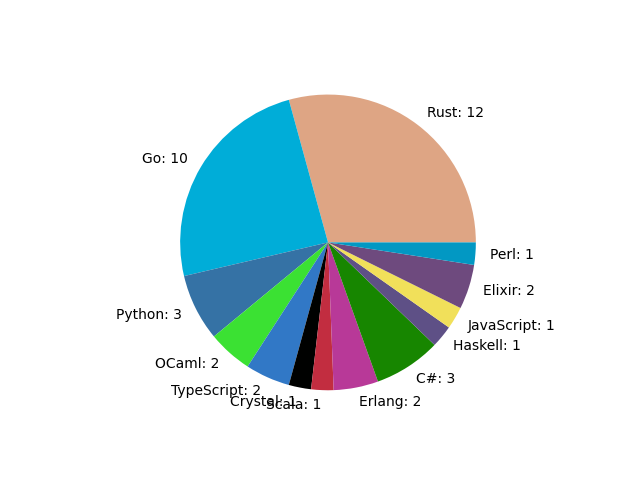 Rust: 12
Go: 10
Python: 3
OCaml: 2
TypeScript: 2
Crystal: 1
Scala: 1
Erlang: 2
C#: 3
Haskell: 1
JavaScript: 1
Elixir: 2
Perl: 1